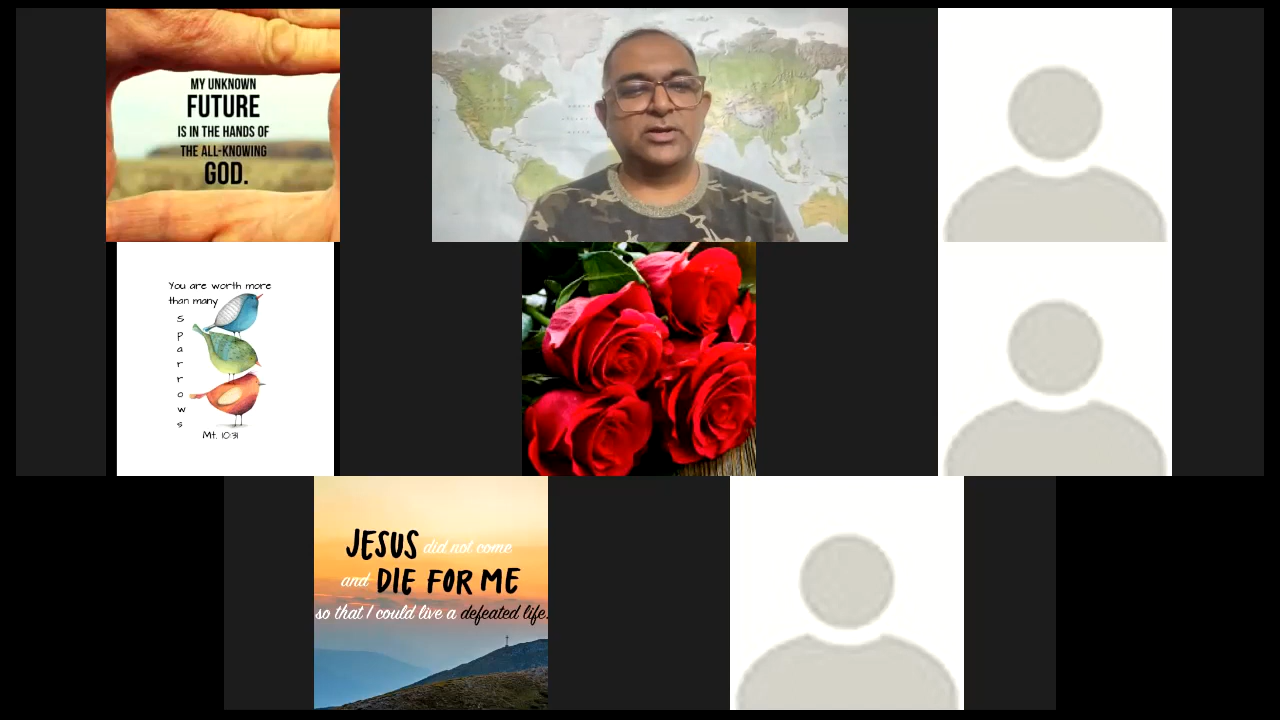 MY UNKNOWN
FUTURE
IS IN THE HANDS OF
THE ALL-KNOWING
GOD.
You are worth more
than many
s
p
a
r
r
o
w
s
Mt. 10:31
JESUS did not come
and DIE FOR ME
so that I could live a defeated life.